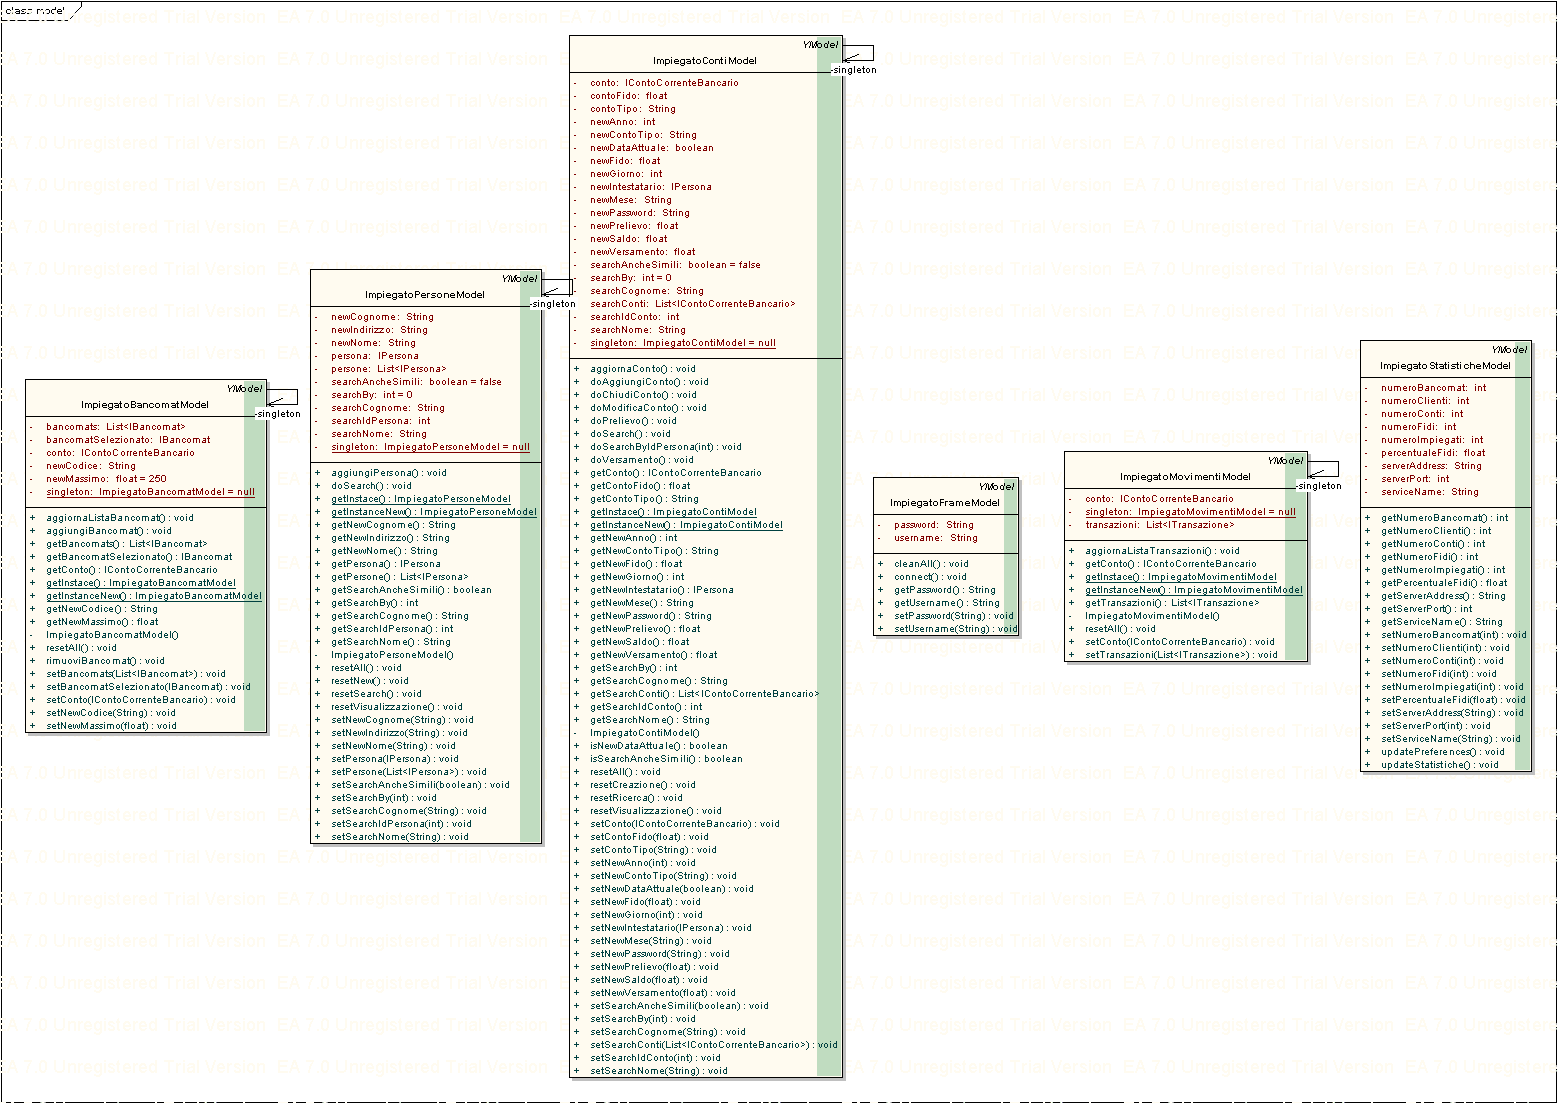 class model
YModel
ImpiegatoBancomatModel
- bancomats: List<IBancomat>
- bancomatSelezionato: IBancomat
- conto: IContoCorrenteBancario
- newCodice: String
- newMassimo: float = 250
- singleton: ImpiegatoBancomatModel = null
+ aggiornaListaBancomat() : void
+ aggiungiBancomat() : void
+ getBancomats() : List<IBancomat>
+ getBancomatSelezionato() : IBancomat
+ getConto() : IContoCorrenteBancario
+ getInstace() : ImpiegatoBancomatModel
+ getInstanceNew() : ImpiegatoBancomatModel
+ getNewCodice() : String
+ getNewMassimo() : float
- ImpiegatoBancomatModel()
+ resetAll() : void
+ rimuoviBancomat() : void
+ setBancomats(List<IBancomat>) : void
+ setBancomatSelezionato(IBancomat) : void
+ setConto(IContoCorrenteBancario) : void
+ setNewCodice(String) : void
+ setNewMassimo(float) : void
-singleton
YModel
ImpiegatoPersoneModel
- newCognome: String
- newIndirizzo: String
- newNome: String
- persona: IPersona
- persone: List<IPersona>
- searchAncheSimili: boolean = false
- searchBy: int = 0
- searchCognome: String
- searchIdPersona: int
- searchNome: String
- singleton: ImpiegatoPersoneModel = null
+ aggiungiPersona() : void
+ doSearch() : void
+ getInstace() : ImpiegatoPersoneModel
+ getInstanceNew() : ImpiegatoPersoneModel
+ getNewCognome() : String
+ getNewIndirizzo() : String
+ getNewNome() : String
+ getPersona() : IPersona
+ getPersone() : List<IPersona>
+ getSearchAncheSimili() : boolean
+ getSearchBy() : int
+ getSearchCognome() : String
+ getSearchIdPersona() : int
+ getSearchNome() : String
- ImpiegatoPersoneModel()
+ resetAll() : void
+ resetNew() : void
+ resetSearch() : void
+ resetVisualizzazione() : void
+ setNewCognome(String) : void
+ setNewIndirizzo(String) : void
+ setNewNome(String) : void
+ setPersona(IPersona) : void
+ setPersone(List<IPersona>) : void
+ setSearchAncheSimili(boolean) : void
+ setSearchBy(int) : void
+ setSearchCognome(String) : void
+ setSearchIdPersona(int) : void
+ setSearchNome(String) : void
-singleton
YModel
ImpiegatoContiModel
- conto: IContoCorrenteBancario
- contoFido: float
- contoTipo: String
- newAnno: int
- newContoTipo: String
- newDataAttuale: boolean
- newFido: float
- newGiorno: int
- newIntestatario: IPersona
- newMese: String
- newPassword: String
- newPrelievo: float
- newSaldo: float
- newVersamento: float
- searchAncheSimili: boolean = false
- searchBy: int = 0
- searchCognome: String
- searchConti: List<IContoCorrenteBancario>
- searchIdConto: int
- searchNome: String
- singleton: ImpiegatoContiModel = null
+ aggiornaConto() : void
+ doAggiungiConto() : void
+ doChiudiConto() : void
+ doModificaConto() : void
+ doPrelievo() : void
+ doSearch() : void
+ doSearchByIdPersona(int) : void
+ doVersamento() : void
+ getConto() : IContoCorrenteBancario
+ getContoFido() : float
+ getContoTipo() : String
+ getInstace() : ImpiegatoContiModel
+ getInstanceNew() : ImpiegatoContiModel
+ getNewAnno() : int
+ getNewContoTipo() : String
+ getNewFido() : float
+ getNewGiorno() : int
+ getNewIntestatario() : IPersona
+ getNewMese() : String
+ getNewPassword() : String
+ getNewPrelievo() : float
+ getNewSaldo() : float
+ getNewVersamento() : float
+ getSearchBy() : int
+ getSearchCognome() : String
+ getSearchConti() : List<IContoCorrenteBancario>
+ getSearchIdConto() : int
+ getSearchNome() : String
- ImpiegatoContiModel()
+ isNewDataAttuale() : boolean
+ isSearchAncheSimili() : boolean
+ resetAll() : void
+ resetCreazione() : void
+ resetRicerca() : void
+ resetVisualizzazione() : void
+ setConto(IContoCorrenteBancario) : void
+ setContoFido(float) : void
+ setContoTipo(String) : void
+ setNewAnno(int) : void
+ setNewContoTipo(String) : void
+ setNewDataAttuale(boolean) : void
+ setNewFido(float) : void
+ setNewGiorno(int) : void
+ setNewIntestatario(IPersona) : void
+ setNewMese(String) : void
+ setNewPassword(String) : void
+ setNewPrelievo(float) : void
+ setNewSaldo(float) : void
+ setNewVersamento(float) : void
+ setSearchAncheSimili(boolean) : void
+ setSearchBy(int) : void
+ setSearchCognome(String) : void
+ setSearchConti(List<IContoCorrenteBancario>) : void
+ setSearchIdConto(int) : void
+ setSearchNome(String) : void
-singleton
YModel
ImpiegatoFrameModel
- password: String
- username: String
+ cleanAll() : void
+ connect() : void
+ getPassword() : String
+ getUsername() : String
+ setPassword(String) : void
+ setUsername(String) : void
YModel
ImpiegatoMovimentiModel
- conto: IContoCorrenteBancario
- singleton: ImpiegatoMovimentiModel = null
- transazioni: List<ITransazione>
+ aggiornaListaTransazioni() : void
+ getConto() : IContoCorrenteBancario
+ getInstace() : ImpiegatoMovimentiModel
+ getInstanceNew() : ImpiegatoMovimentiModel
+ getTransazioni() : List<ITransazione>
- ImpiegatoMovimentiModel()
+ resetAll() : void
+ setConto(IContoCorrenteBancario) : void
+ setTransazioni(List<ITransazione>) : void
-singleton
YModel
ImpiegatoStatisticheModel
- numeroBancomat: int
- numeroClienti: int
- numeroConti: int
- numeroFidi: int
- numeroImpiegati: int
- percentualeFidi: float
- serverAddress: String
- serverPort: int
- serviceName: String
+ getNumeroBancomat() : int
+ getNumeroClienti() : int
+ getNumeroConti() : int
+ getNumeroFidi() : int
+ getNumeroImpiegati() : int
+ getPercentualeFidi() : float
+ getServerAddress() : String
+ getServerPort() : int
+ getServiceName() : String
+ setNumeroBancomat(int) : void
+ setNumeroClienti(int) : void
+ setNumeroConti(int) : void
+ setNumeroFidi(int) : void
+ setNumeroImpiegati(int) : void
+ setPercentualeFidi(float) : void
+ setServerAddress(String) : void
+ setServerPort(int) : void
+ setServiceName(String) : void
+ updatePreferences() : void
+ updateStatistiche() : void